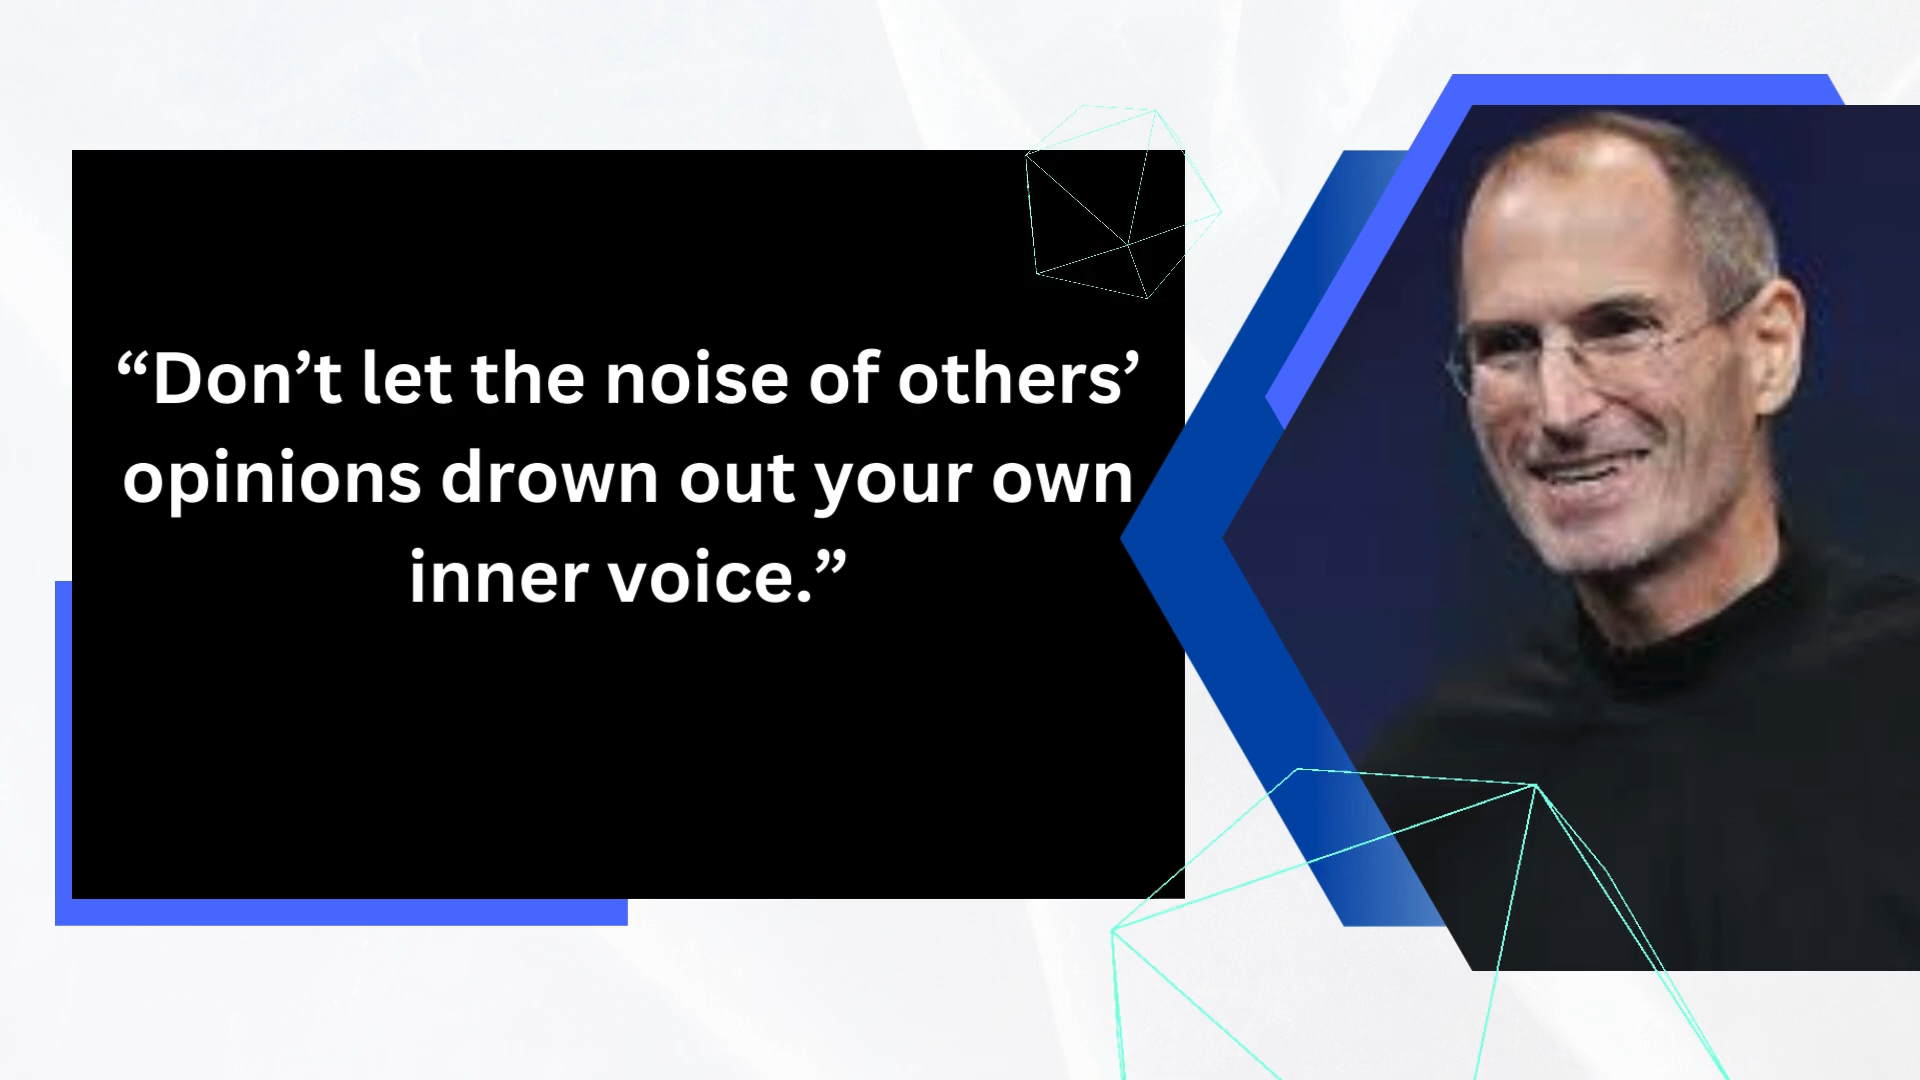 “Don’t let the noise of others’
opinions drown out your own
inner voice.”